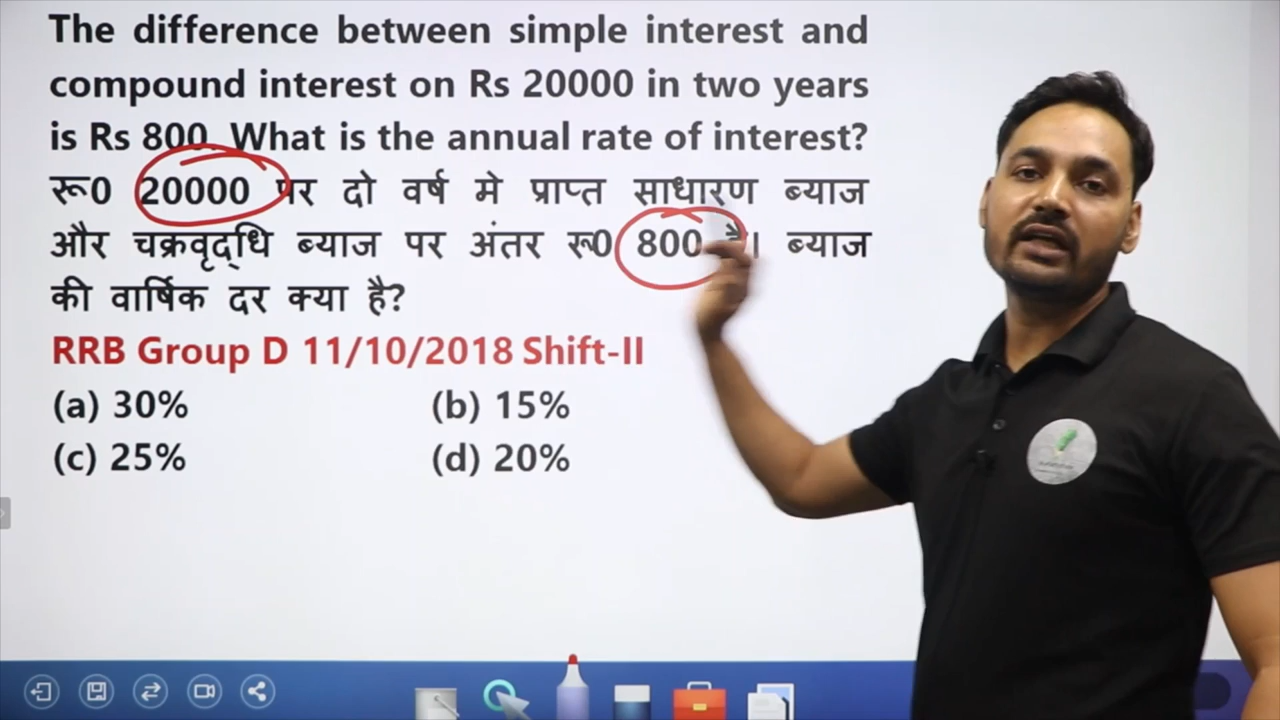 The difference between simple interest and
compound interest on Rs 20000 in two years
is Rs 800. What is the annual rate of interest?
रू0 20000 पर दो वर्ष मे प्राप्त साधारण ब्याज
और चक्रवृद्धि ब्याज पर अंतर रू0 800 है। ब्याज
की वार्षिक दर क्या है?
RRB Group D 11/10/2018 Shift-II
(a) 30% (b) 15%
(c) 25% (d) 20%